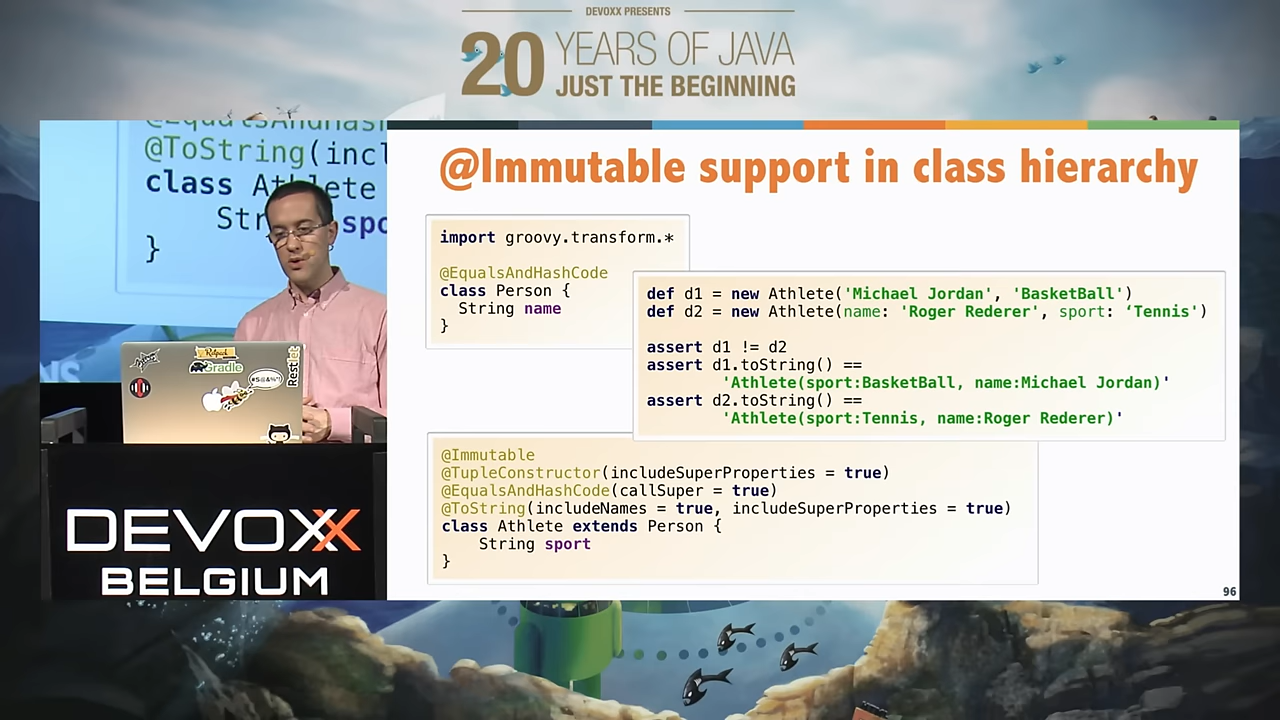 DEVOXX PRESENTS
20 YEARS OF JAVA
JUST THE BEGINNING
@ToString(incl
class Athlete
String spo
}
Ratpack
Gradle
Restlet
#$@&%*!
DEVOXX
BELGIUM
@Immutable support in class hierarchy
import groovy.transform.*
@EqualsAndHashCode
class Person {
String name
}
def d1 = new Athlete('Michael Jordan', 'BasketBall')
def d2 = new Athlete(name: 'Roger Rederer', sport: ‘Tennis')
assert d1 != d2
assert d1.toString() ==
'Athlete(sport:BasketBall, name:Michael Jordan)'
assert d2.toString() ==
'Athlete(sport:Tennis, name:Roger Rederer)'
@Immutable
@TupleConstructor(includeSuperProperties = true)
@EqualsAndHashCode(callSuper = true)
@ToString(includeNames = true, includeSuperProperties = true)
class Athlete extends Person {
String sport
}
96